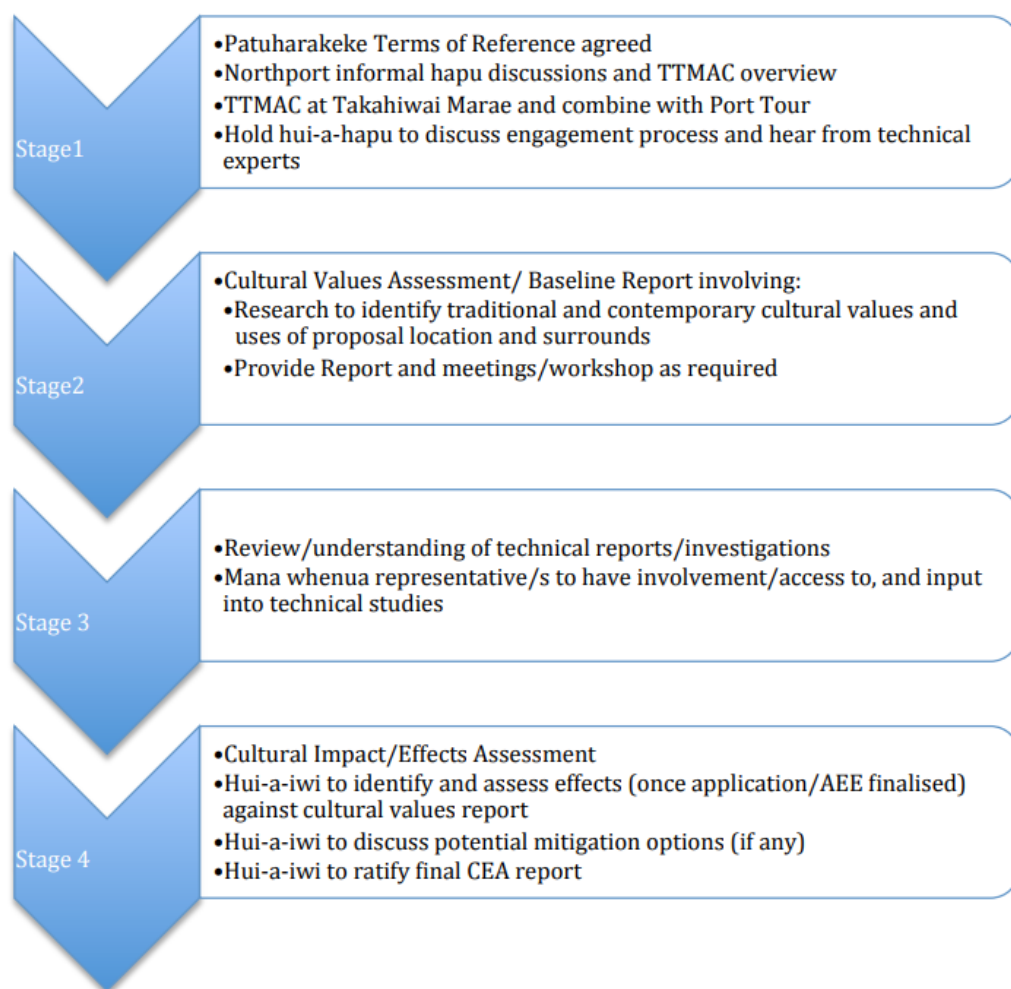 Stage1
•Patuharakeke Terms of Reference agreed
•Northport informal hapu discussions and TTMAC overview
•TTMAC at Takahiwai Marae and combine with Port Tour
•Hold hui-a-hapu to discuss engagement process and hear from technical
experts
Stage2
•Cultural Values Assessment/ Baseline Report involving:
•Research to identify traditional and contemporary cultural values and
uses of proposal location and surrounds
•Provide Report and meetings/workshop as required
Stage 3
•Review/understanding of technical reports/investigations
•Mana whenua representative/s to have involvement/access to, and input
into technical studies
Stage 4
•Cultural Impact/Effects Assessment
•Hui-a-iwi to identify and assess effects (once application/AEE finalised)
against cultural values report
•Hui-a-iwi to discuss potential mitigation options (if any)
•Hui-a-iwi to ratify final CEA report